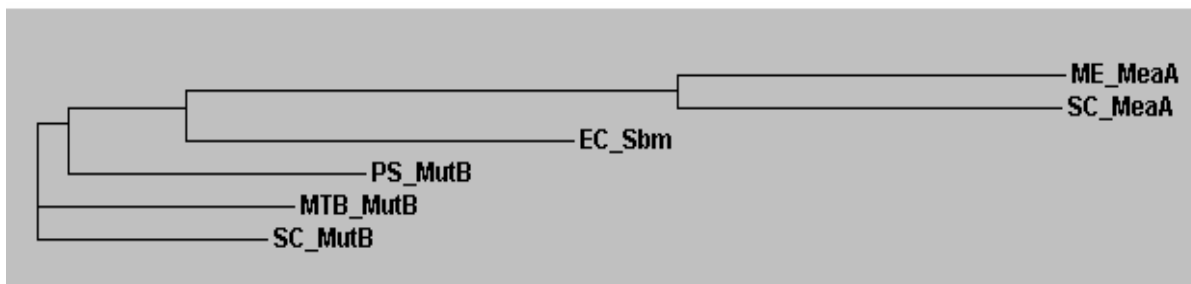 ME_MeaA
SC_MeaA
EC_Sbm
PS_MutB
MTB_MutB
SC_MutB